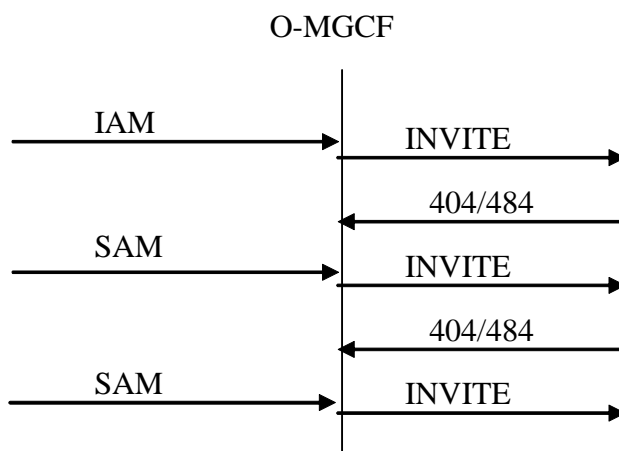 O-MGCF
IAM
INVITE
404/484
SAM
INVITE
404/484
SAM
INVITE